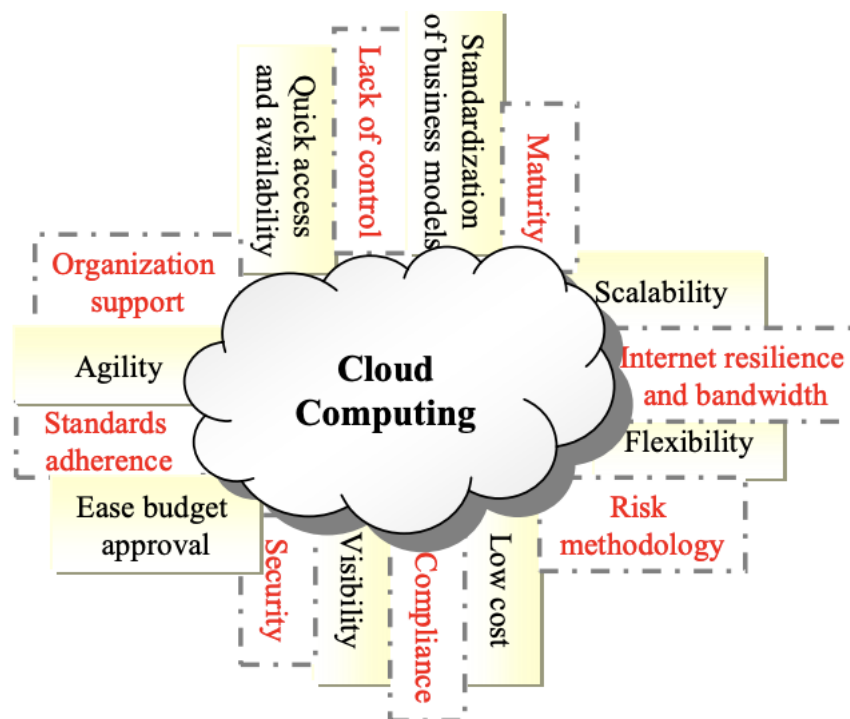 Quick access
and availability
Lack of control
Standardization
of business models
Maturity
Organization
support
Scalability
Agility
Internet resilience
and bandwidth
Cloud
Computing
Standards
adherence
Flexibility
Ease budget
approval
Risk
methodology
Security
Visibility
Compliance
Low cost